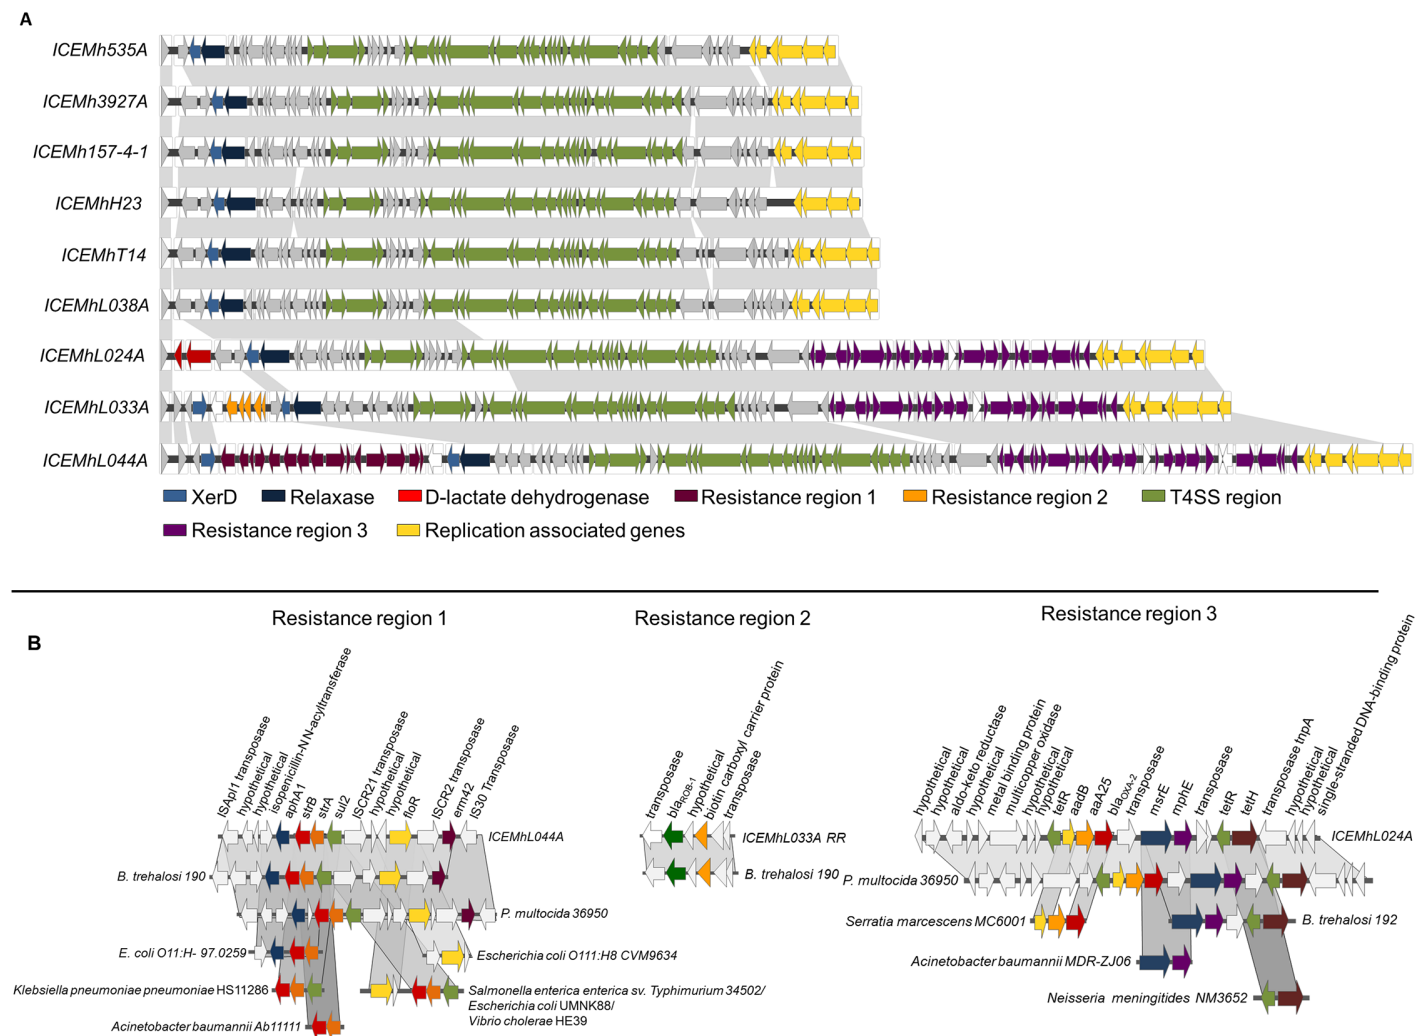 A
ICEMh535A
ICEMh3927A
ICEMh157-4-1
ICEMhH23
ICEMhT14
ICEMhL038A
ICEMhL024A
ICEMhL033A
ICEMhL044A
XerD Relaxase D-lactate dehydrogenase Resistance region 1 Resistance region 2 T4SS region
Resistance region 3 Replication associated genes
Resistance region 1 Resistance region 2 Resistance region 3
B
ISApl1 transposase
hypothetical
hypothetical
isopenicillin-N N-acyltransferase
aphA1
strB
strA
sul2
ISCR21 transposase
hypothetical
hypothetical
floR
ISCR2 transposase
erm42
IS30 Transposase
ICEMhL044A
B. trehalosi 190
P. multocida 36950
E. coli O11:H- 97.0259
Escherichia coli O111:H8 CVM9634
Klebsiella pneumoniae pneumoniae HS11286
Salmonella enterica enterica sv. Typhimurium 34502/
Escherichia coli UMNK88/
Vibrio cholerae HE39
Acinetobacter baumannii Ab11111
transposase
blaROB-1
hypothetical
biotin carboxyl carrier protein
transposase
ICEMhL033A RR
B. trehalosi 190
hypothetical
hypothetical
aldo-keto reductase
hypothetical
metal binding protein
multicopper oxidase
hypothetical
hypothetical
tetR
aadB
aaA25
blaOXA-2
transposase
msrE
mphE
transposase
tetR
tetH
transposase tnpA
hypothetical
hypothetical
single-stranded DNA-binding protein
ICEMhL024A
P. multocida 36950
Serratia marcescens MC6001
B. trehalosi 192
Acinetobacter baumannii MDR-ZJ06
Neisseria meningitides NM3652